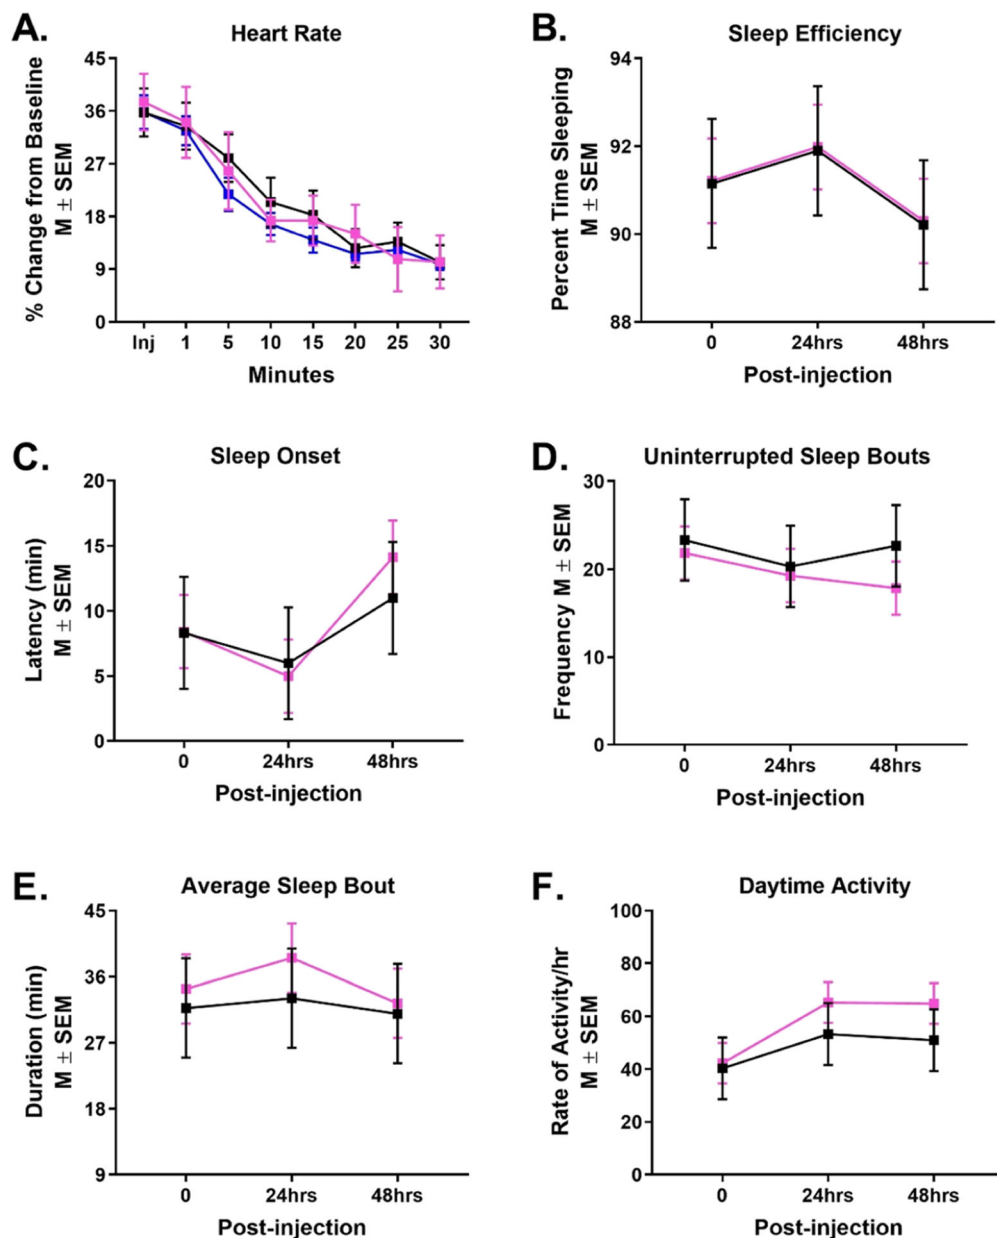 A.
Heart Rate
% Change from Baseline
M ± SEM
45
36
27
18
9
0
Inj 1 5 10 15 20 25 30
Minutes
B.
Sleep Efficiency
Percent Time Sleeping
M ± SEM
94
92
90
88
0 24hrs 48hrs
Post-injection
C.
Sleep Onset
Latency (min)
M ± SEM
20
15
10
5
0
0 24hrs 48hrs
Post-injection
D.
Uninterrupted Sleep Bouts
Frequency M ± SEM
30
20
10
0
0 24hrs 48hrs
Post-injection
E.
Average Sleep Bout
Duration (min)
M ± SEM
45
36
27
18
9
0 24hrs 48hrs
Post-injection
F.
Daytime Activity
Rate of Activity/hr
M ± SEM
100
80
60
40
20
0
0 24hrs 48hrs
Post-injection